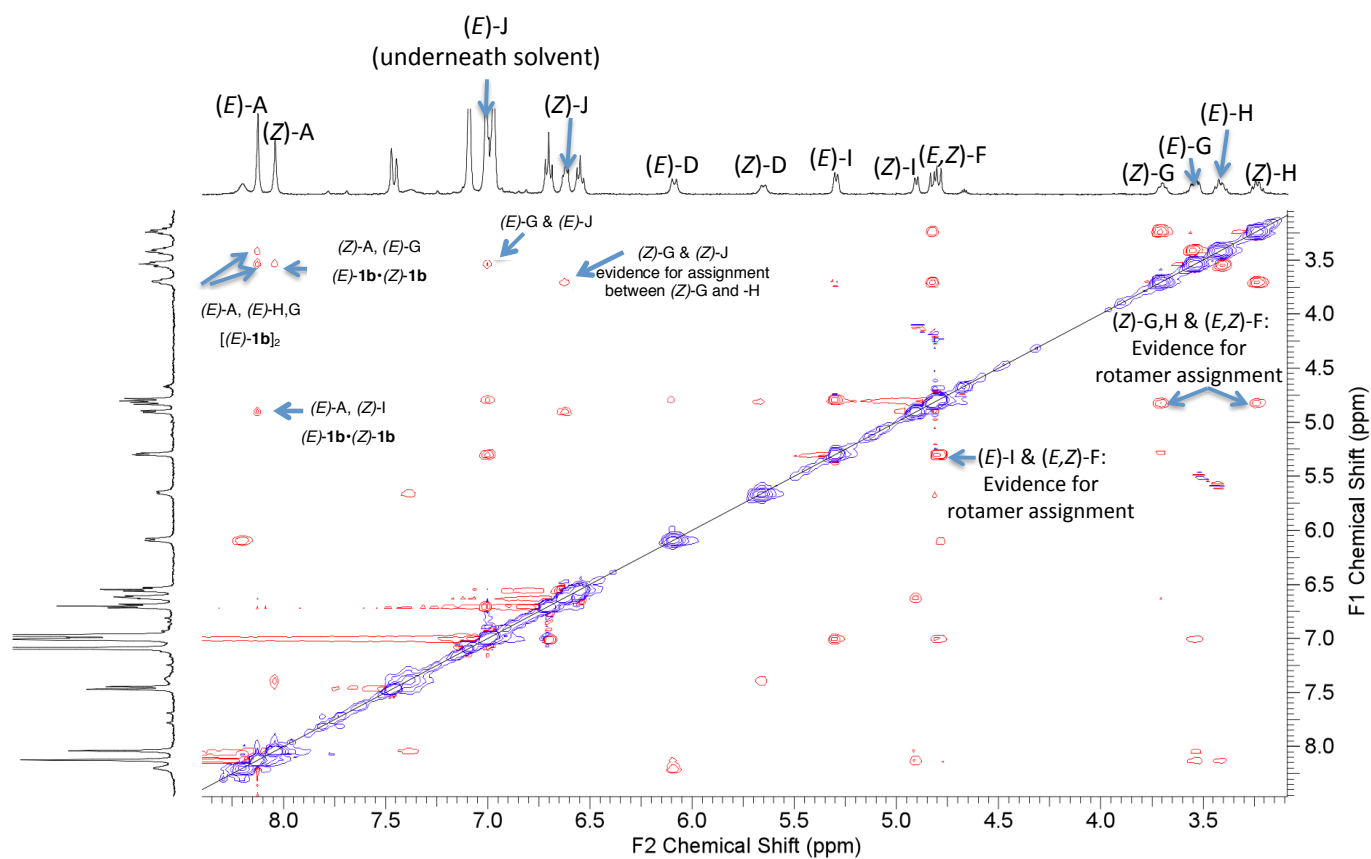 (E)-J
(underneath solvent)
(E)-A
(Z)-A
(Z)-J
(E)-D
(Z)-D
(E)-I
(Z)-I
(E,Z)-F
(Z)-G
(E)-G
(E)-H
(Z)-H
(E)-G & (E)-J
(Z)-A, (E)-G
(E)-1b•(Z)-1b
(Z)-G & (Z)-J
evidence for assignment
between (Z)-G and -H
(E)-A, (E)-H,G
[(E)-1b]2
(Z)-G,H & (E,Z)-F:
Evidence for
rotamer assignment
(E)-A, (Z)-I
(E)-1b•(Z)-1b
(E)-I & (E,Z)-F:
Evidence for
rotamer assignment
3.5
4.0
4.5
5.0
5.5
6.0
6.5
7.0
7.5
8.0
F1 Chemical Shift (ppm)
8.0 7.5 7.0 6.5 6.0 5.5 5.0 4.5 4.0 3.5
F2 Chemical Shift (ppm)